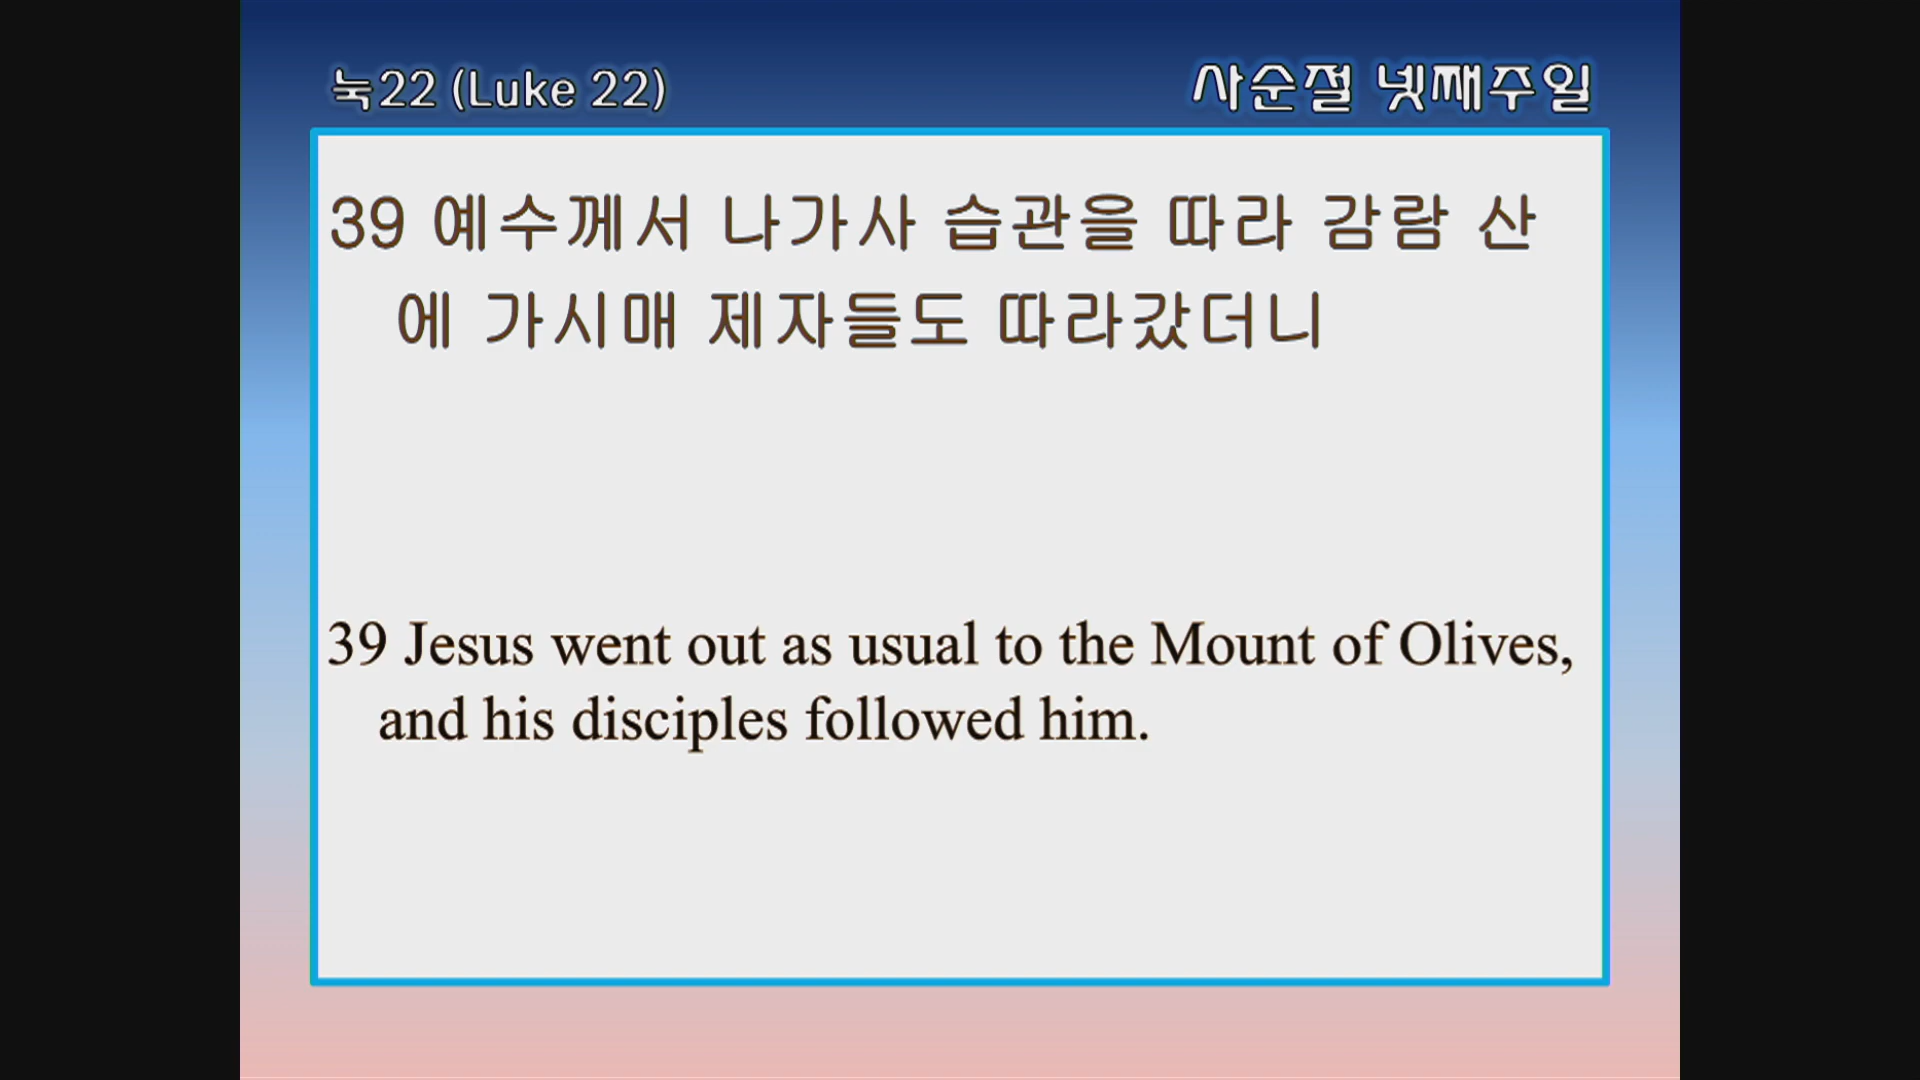 눅22 (Luke 22)
사순절 넷째주일
39 예수께서 나가사 습관을 따라 감람 산
에 가시매 제자들도 따라갔더니
39 Jesus went out as usual to the Mount of Olives,
and his disciples followed him.